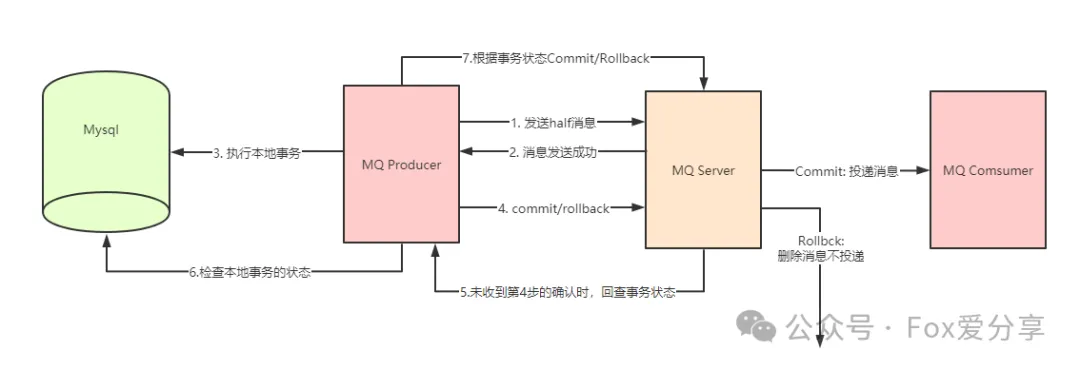 7.根据事务状态Commit/Rollback
Mysql
1. 发送half消息
3. 执行本地事务
MQ Producer
2. 消息发送成功
MQ Server
Commit: 投递消息
MQ Comsumer
4. commit/rollback
Rollbck:
删除消息不投递
6.检查本地事务的状态
5.未收到第4步的确认时，回查事务状态
公众号 · Fox爱分享